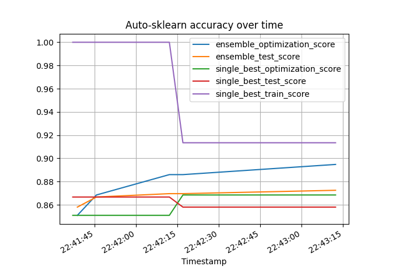 Auto-sklearn accuracy over time
1.00
0.98
0.96
0.94
0.92
0.90
0.88
0.86
ensemble_optimization_score
ensemble_test_score
single_best_optimization_score
single_best_test_score
single_best_train_score
22:41:45
22:42:00
22:42:15
22:42:30
22:42:45
22:43:00
22:43:15
Timestamp